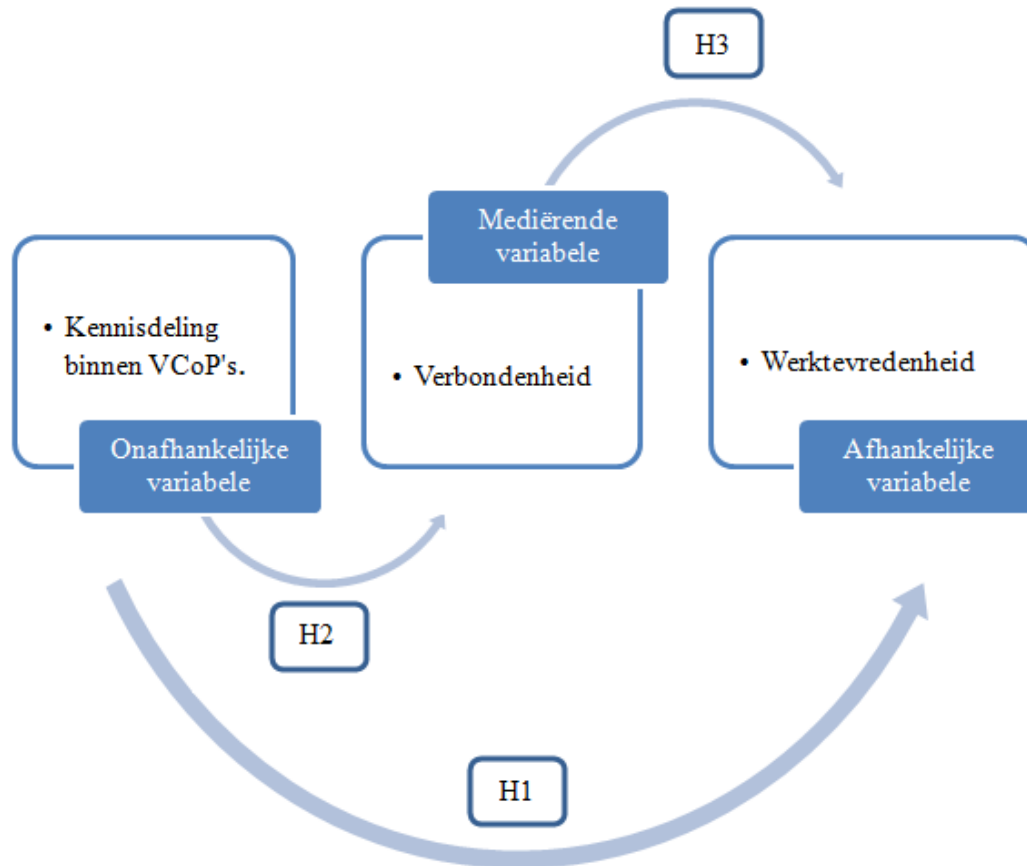 H3
Mediërende
variabele
• Kennisdeling
binnen VCoP's.
• Verbondenheid
• Werktevredenheid
Onafhankelijke
variabele
Afhankelijke
variabele
H2
H1